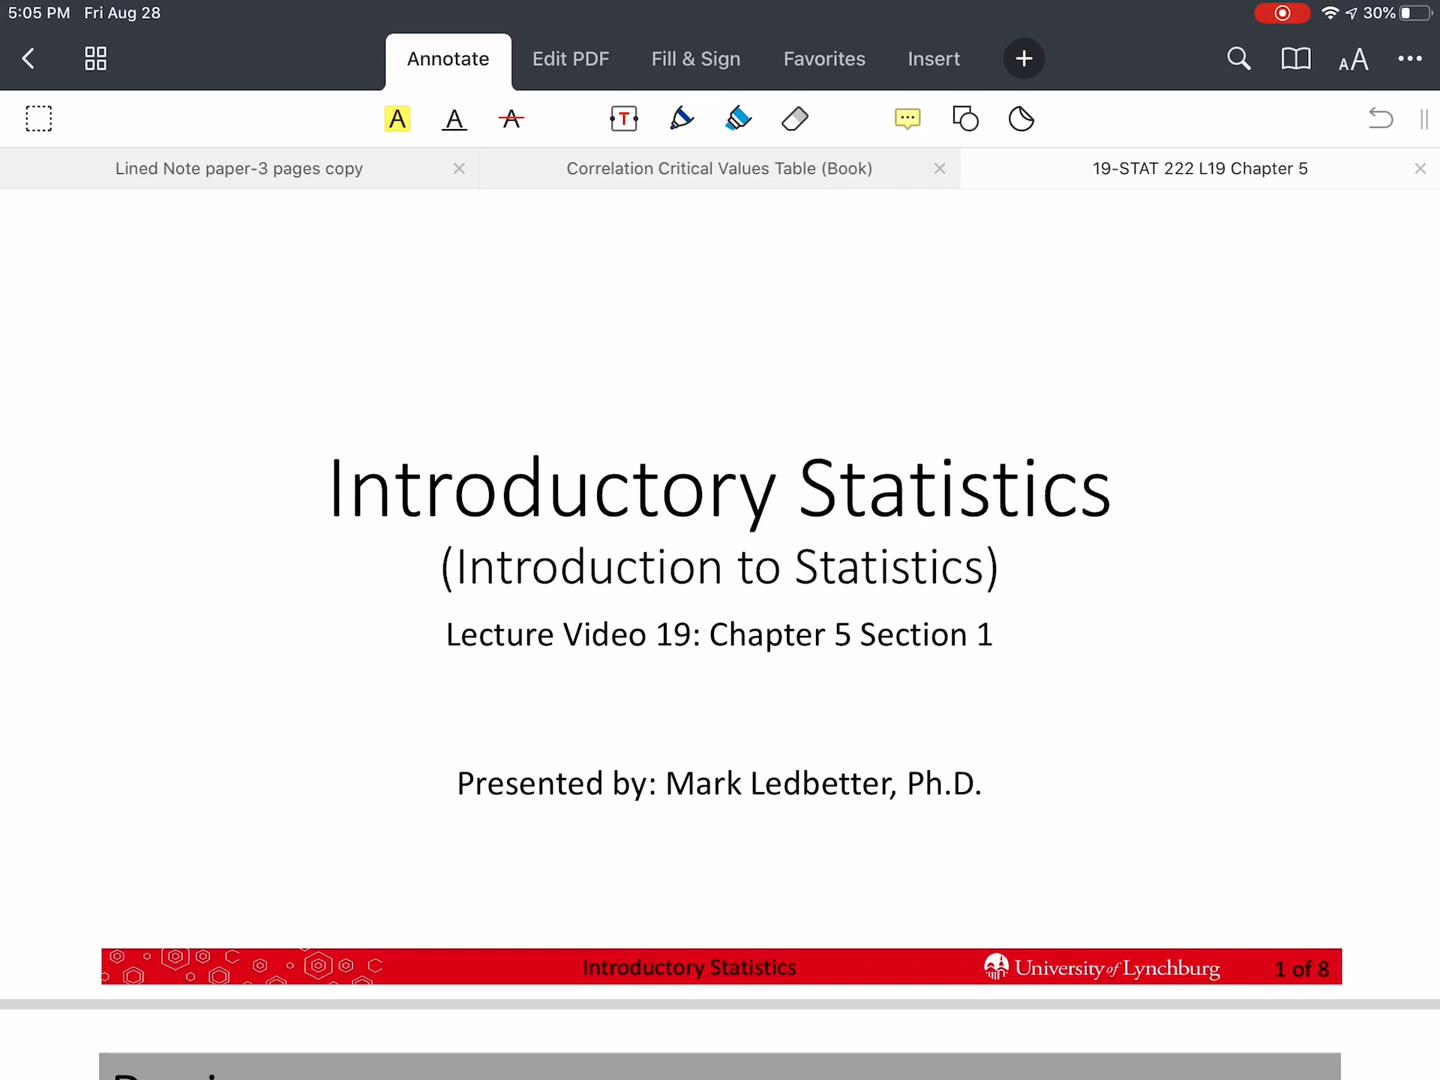 5:05 PM Fri Aug 28 30%
Annotate Edit PDF Fill & Sign Favorites Insert AA
A A A T
Lined Note paper-3 pages copy Correlation Critical Values Table (Book) 19-STAT 222 L19 Chapter 5
Introductory Statistics
(Introduction to Statistics)
Lecture Video 19: Chapter 5 Section 1
Presented by: Mark Ledbetter, Ph.D.
Introductory Statistics University of Lynchburg 1 of 8